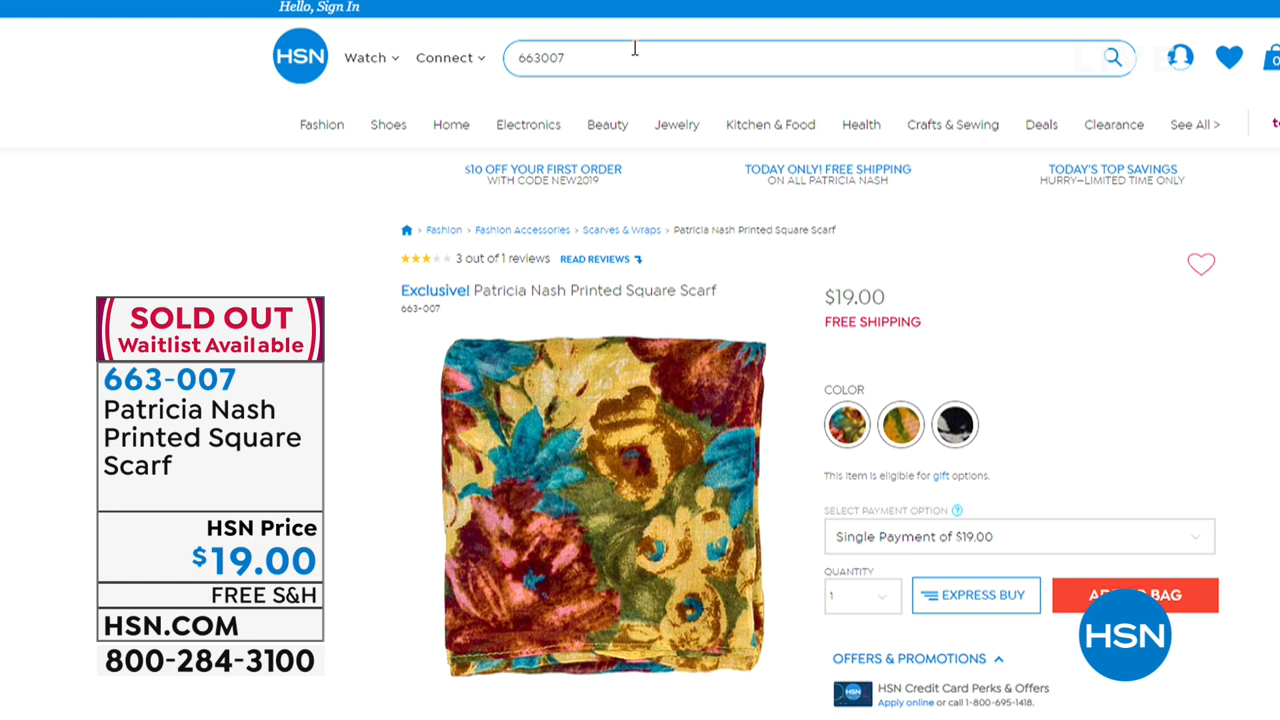 Hello, Sign In
HSN
Watch
Connect
663007
0
Fashion
Shoes
Home
Electronics
Beauty
Jewelry
Kitchen & Food
Health
Crafts & Sewing
Deals
Clearance
See All >
$10 OFF YOUR FIRST ORDER
WITH CODE NEW2019
TODAY ONLY! FREE SHIPPING
ON ALL PATRICIA NASH
TODAY'S TOP SAVINGS
HURRY—LIMITED TIME ONLY
> Fashion > Fashion Accessories > Scarves & Wraps > Patricia Nash Printed Square Scarf
3 out of 1 reviews READ REVIEWS
Exclusive! Patricia Nash Printed Square Scarf
663-007
$19.00
FREE SHIPPING
COLOR
This item is eligible for gift options.
SELECT PAYMENT OPTION ?
Single Payment of $19.00
QUANTITY
1
EXPRESS BUY
BAG
HSN
OFFERS & PROMOTIONS
HSN
HSN Credit Card Perks & Offers
Apply online or call 1-800-695-1418.
SOLD OUT
Waitlist Available
663-007
Patricia Nash
Printed Square
Scarf
HSN Price
$19.00
FREE S&H
HSN.COM
800-284-3100